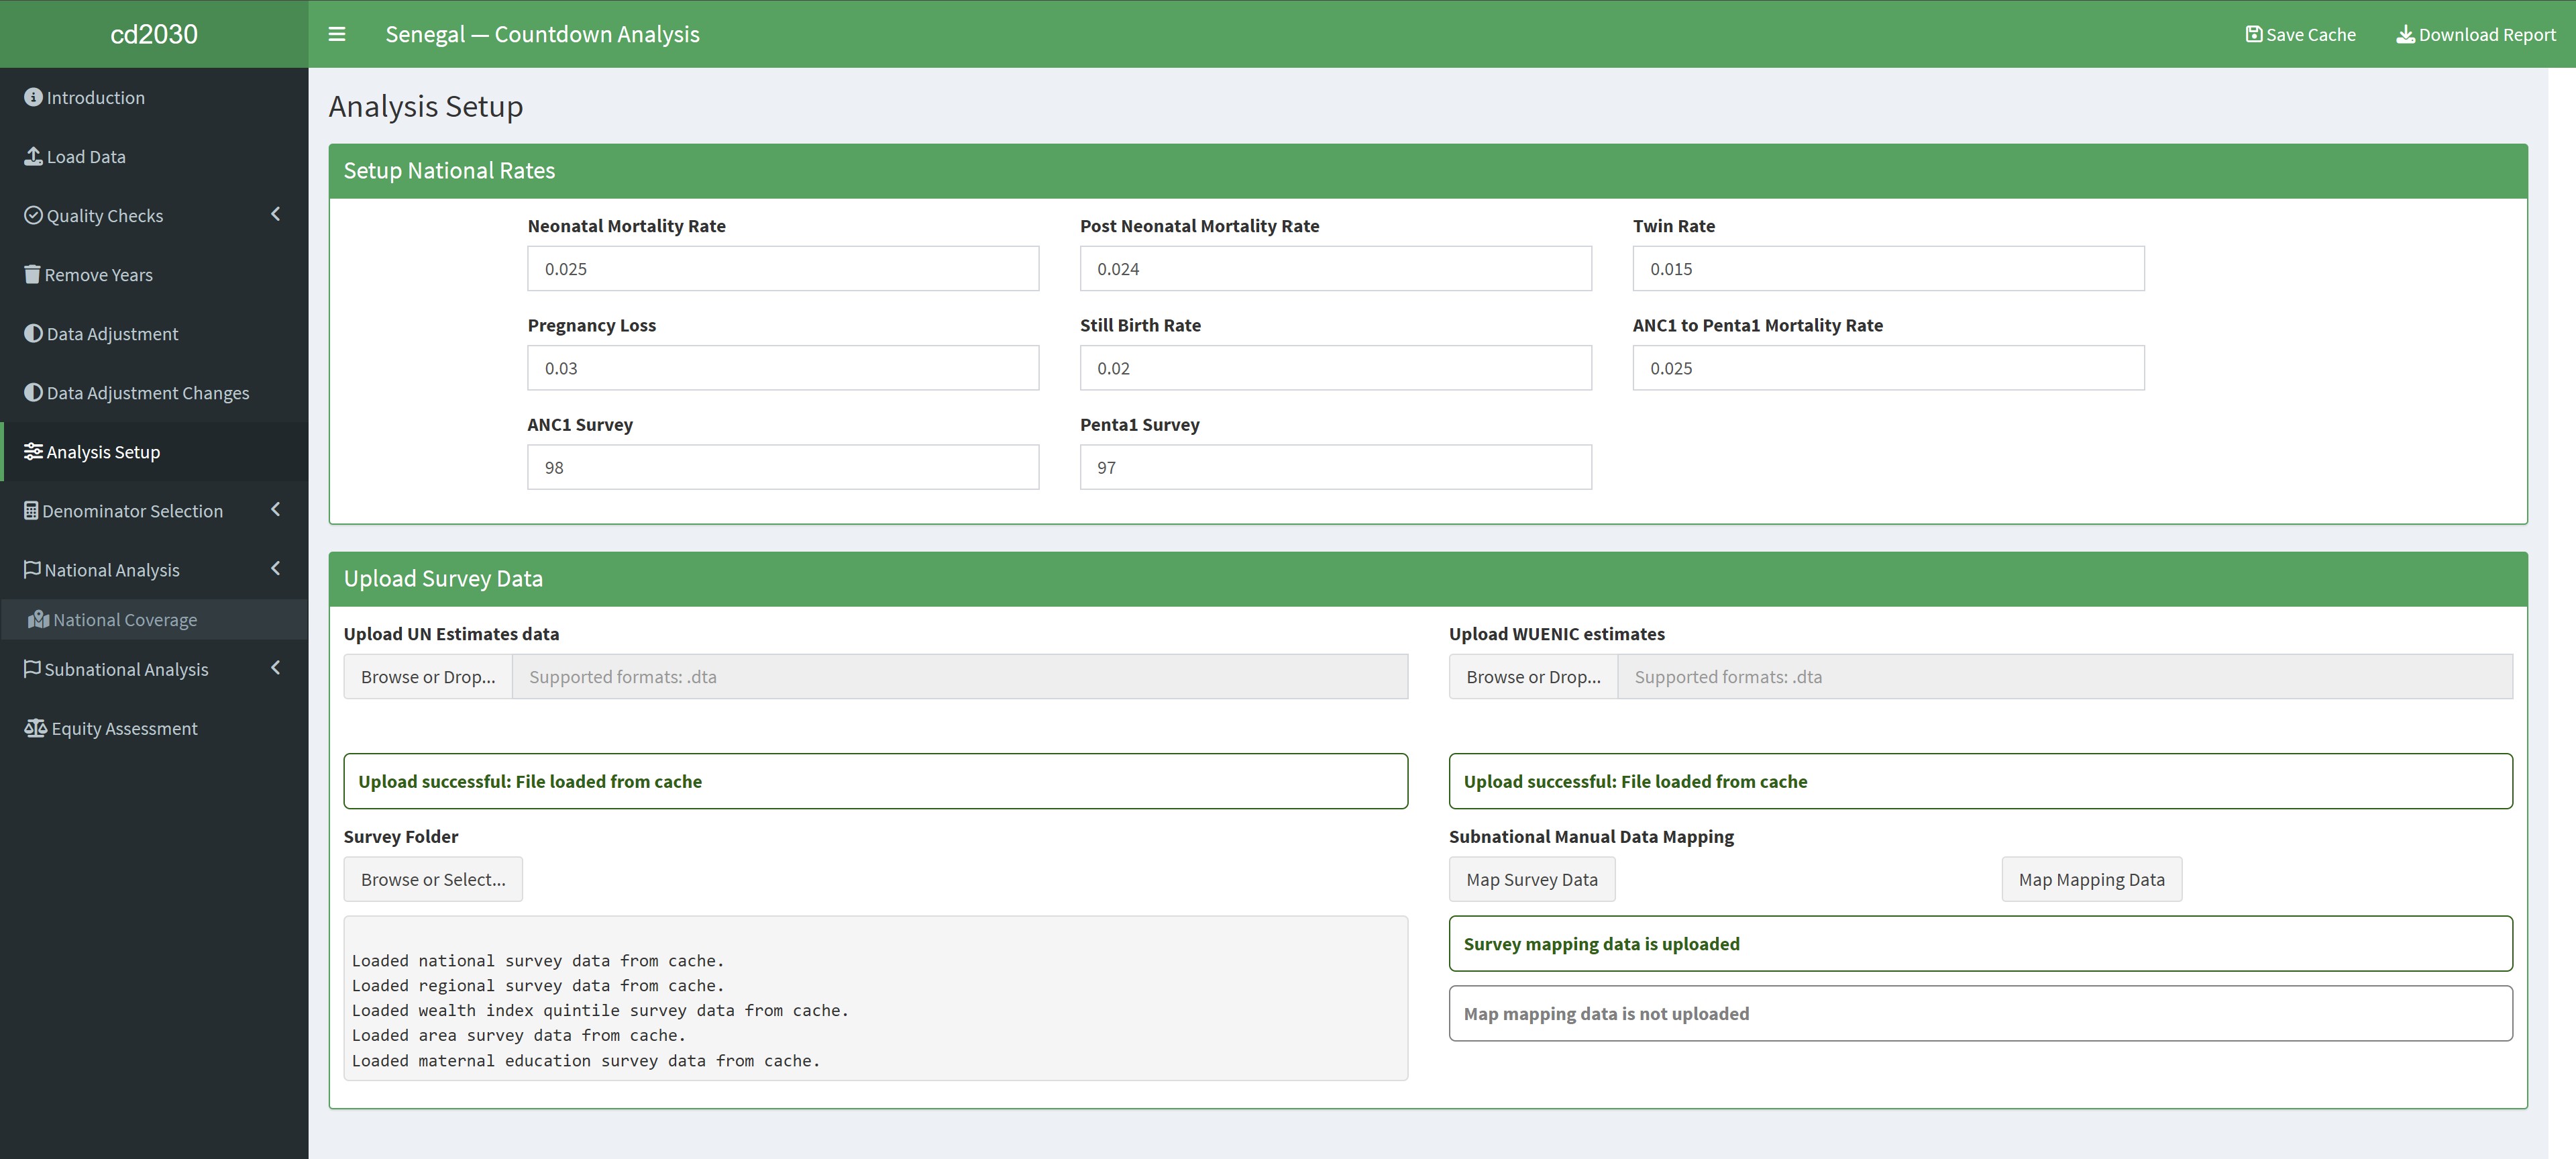 cd2030
Senegal — Countdown Analysis
Save Cache
Download Report
Introduction
Load Data
Quality Checks
Remove Years
Data Adjustment
Data Adjustment Changes
Analysis Setup
Denominator Selection
National Analysis
National Coverage
Subnational Analysis
Equity Assessment
Analysis Setup
Setup National Rates
Neonatal Mortality Rate
Post Neonatal Mortality Rate
Twin Rate
0.025
0.024
0.015
Pregnancy Loss
Still Birth Rate
ANC1 to Penta1 Mortality Rate
0.03
0.02
0.025
ANC1 Survey
Penta1 Survey
98
97
Upload Survey Data
Upload UN Estimates data
Browse or Drop...
Supported formats: .dta
Upload successful: File loaded from cache
Upload WUENIC estimates
Browse or Drop...
Supported formats: .dta
Upload successful: File loaded from cache
Survey Folder
Browse or Select...
Loaded national survey data from cache.
Loaded regional survey data from cache.
Loaded wealth index quintile survey data from cache.
Loaded area survey data from cache.
Loaded maternal education survey data from cache.
Subnational Manual Data Mapping
Map Survey Data
Map Mapping Data
Survey mapping data is uploaded
Map mapping data is not uploaded